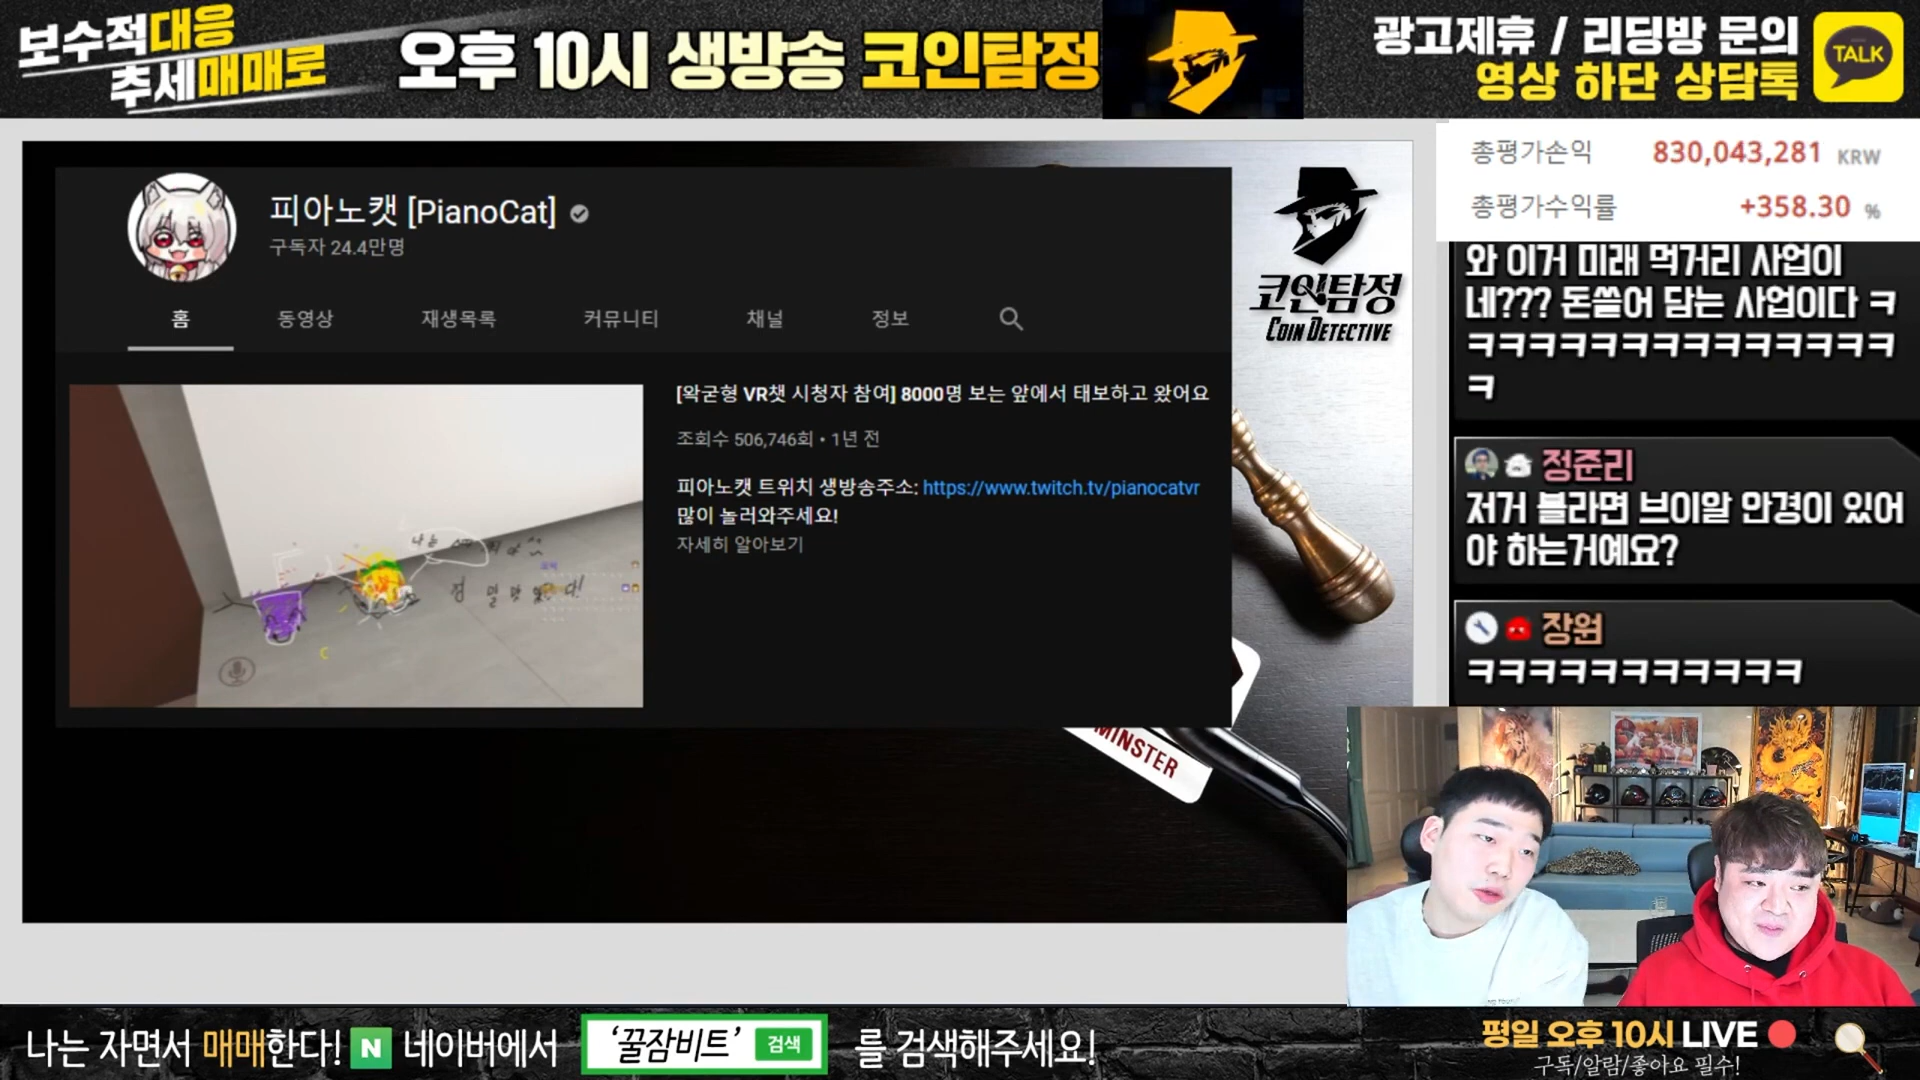 보수적대응
추세매매로
오후 10시 생방송 코인탐정
광고제휴 / 리딩방 문의
영상 하단 상담톡
TALK
총평가손익 830,043,281 KRW
총평가수익률 +358.30 %
피아노캣 [PianoCat]
구독자 24.4만명
홈 동영상 재생목록 커뮤니티 채널 정보
[왁굳형 VR챗 시청자 참여] 8000명 보는 앞에서 태보하고 왔어요
조회수 506,746회 • 1년 전
피아노캣 트위치 생방송주소: https://www.twitch.tv/pianocatvr
많이 놀러와주세요!
자세히 알아보기
코인탐정
COIN DETECTIVE
MINSTER
와 이거 미래 먹거리 사업이
네??? 돈쓸어 담는 사업이다 ㅋ
ㅋㅋㅋㅋㅋㅋㅋㅋㅋㅋㅋㅋㅋㅋ
ㅋ
정준리
저거 볼라면 브이알 안경이 있어
야 하는거예요?
장원
ㅋㅋㅋㅋㅋㅋㅋㅋㅋㅋㅋ
나는 자면서 매매한다! N 네이버에서 '꿀잠비트' 검색 를 검색해주세요!
평일 오후 10시 LIVE
구독/알람/좋아요 필수!